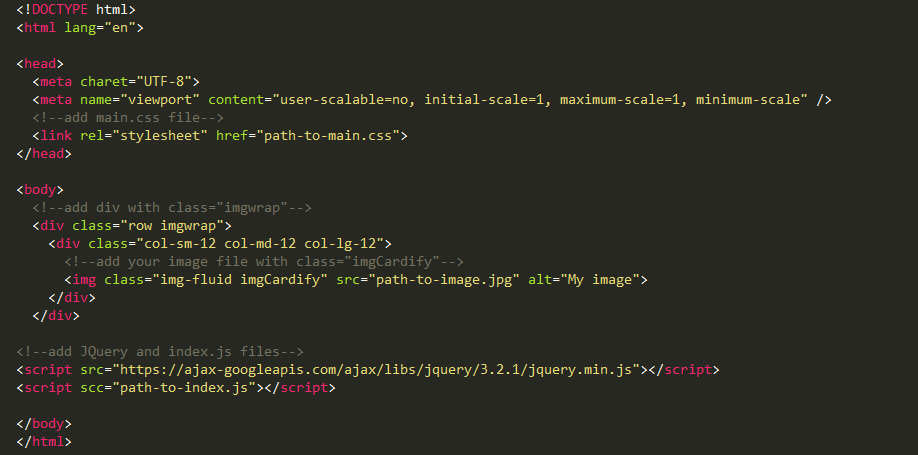 <!DOCTYPE html>
<html lang="en">
<head>
<meta charet="UTF-8">
<meta name="viewport" content="user-scalable=no, initial-scale=1, maximum-scale=1, minimum-scale" />
<!--add main.css file-->
<link rel="stylesheet" href="path-to-main.css">
</head>
<body>
<!--add div with class="imgwrap"-->
<div class="row imgwrap">
<div class="col-sm-12 col-md-12 col-lg-12">
<!--add your image file with class="imgCardify"-->
<img class="img-fluid imgCardify" src="path-to-image.jpg" alt="My image">
</div>
</div>
<!--add JQuery and index.js files-->
<script src="https://ajax-googleapis.com/ajax/libs/jquery/3.2.1/jquery.min.js"></script>
<script scc="path-to-index.js"></script>
</body>
</html>